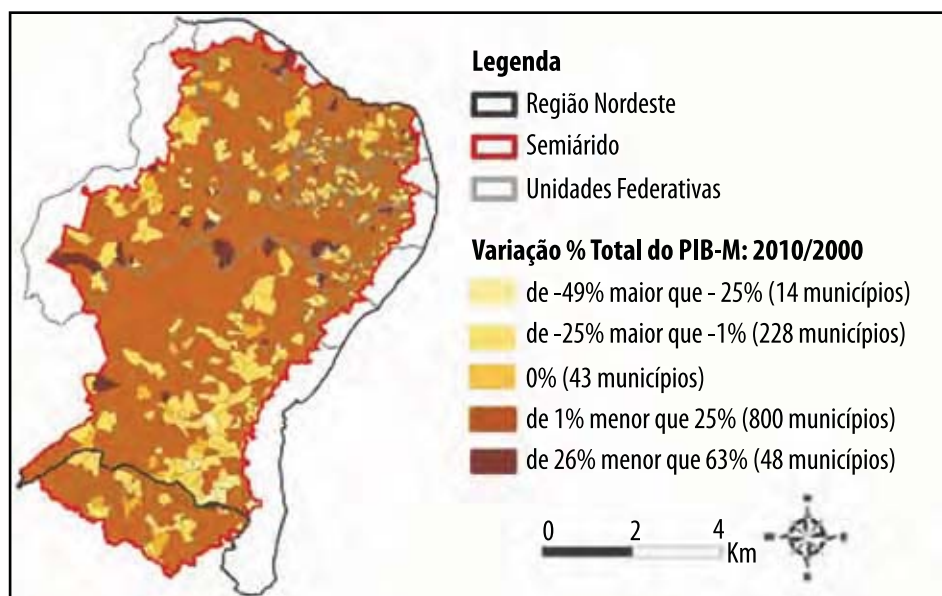 Legenda
Região Nordeste
Semiárido
Unidades Federativas
Variação % Total do PIB-M: 2010/2000
de -49% maior que - 25% (14 municípios)
de -25% maior que -1% (228 municípios)
0% (43 municípios)
de 1% menor que 25% (800 municípios)
de 26% menor que 63% (48 municípios)
0 2 4
Km